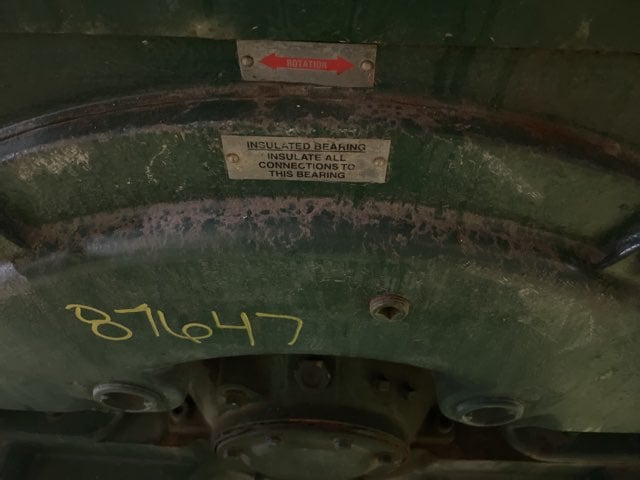 ROTATION
INSULATED BEARING
INSULATE ALL
CONNECTIONS TO
THIS BEARING
87647